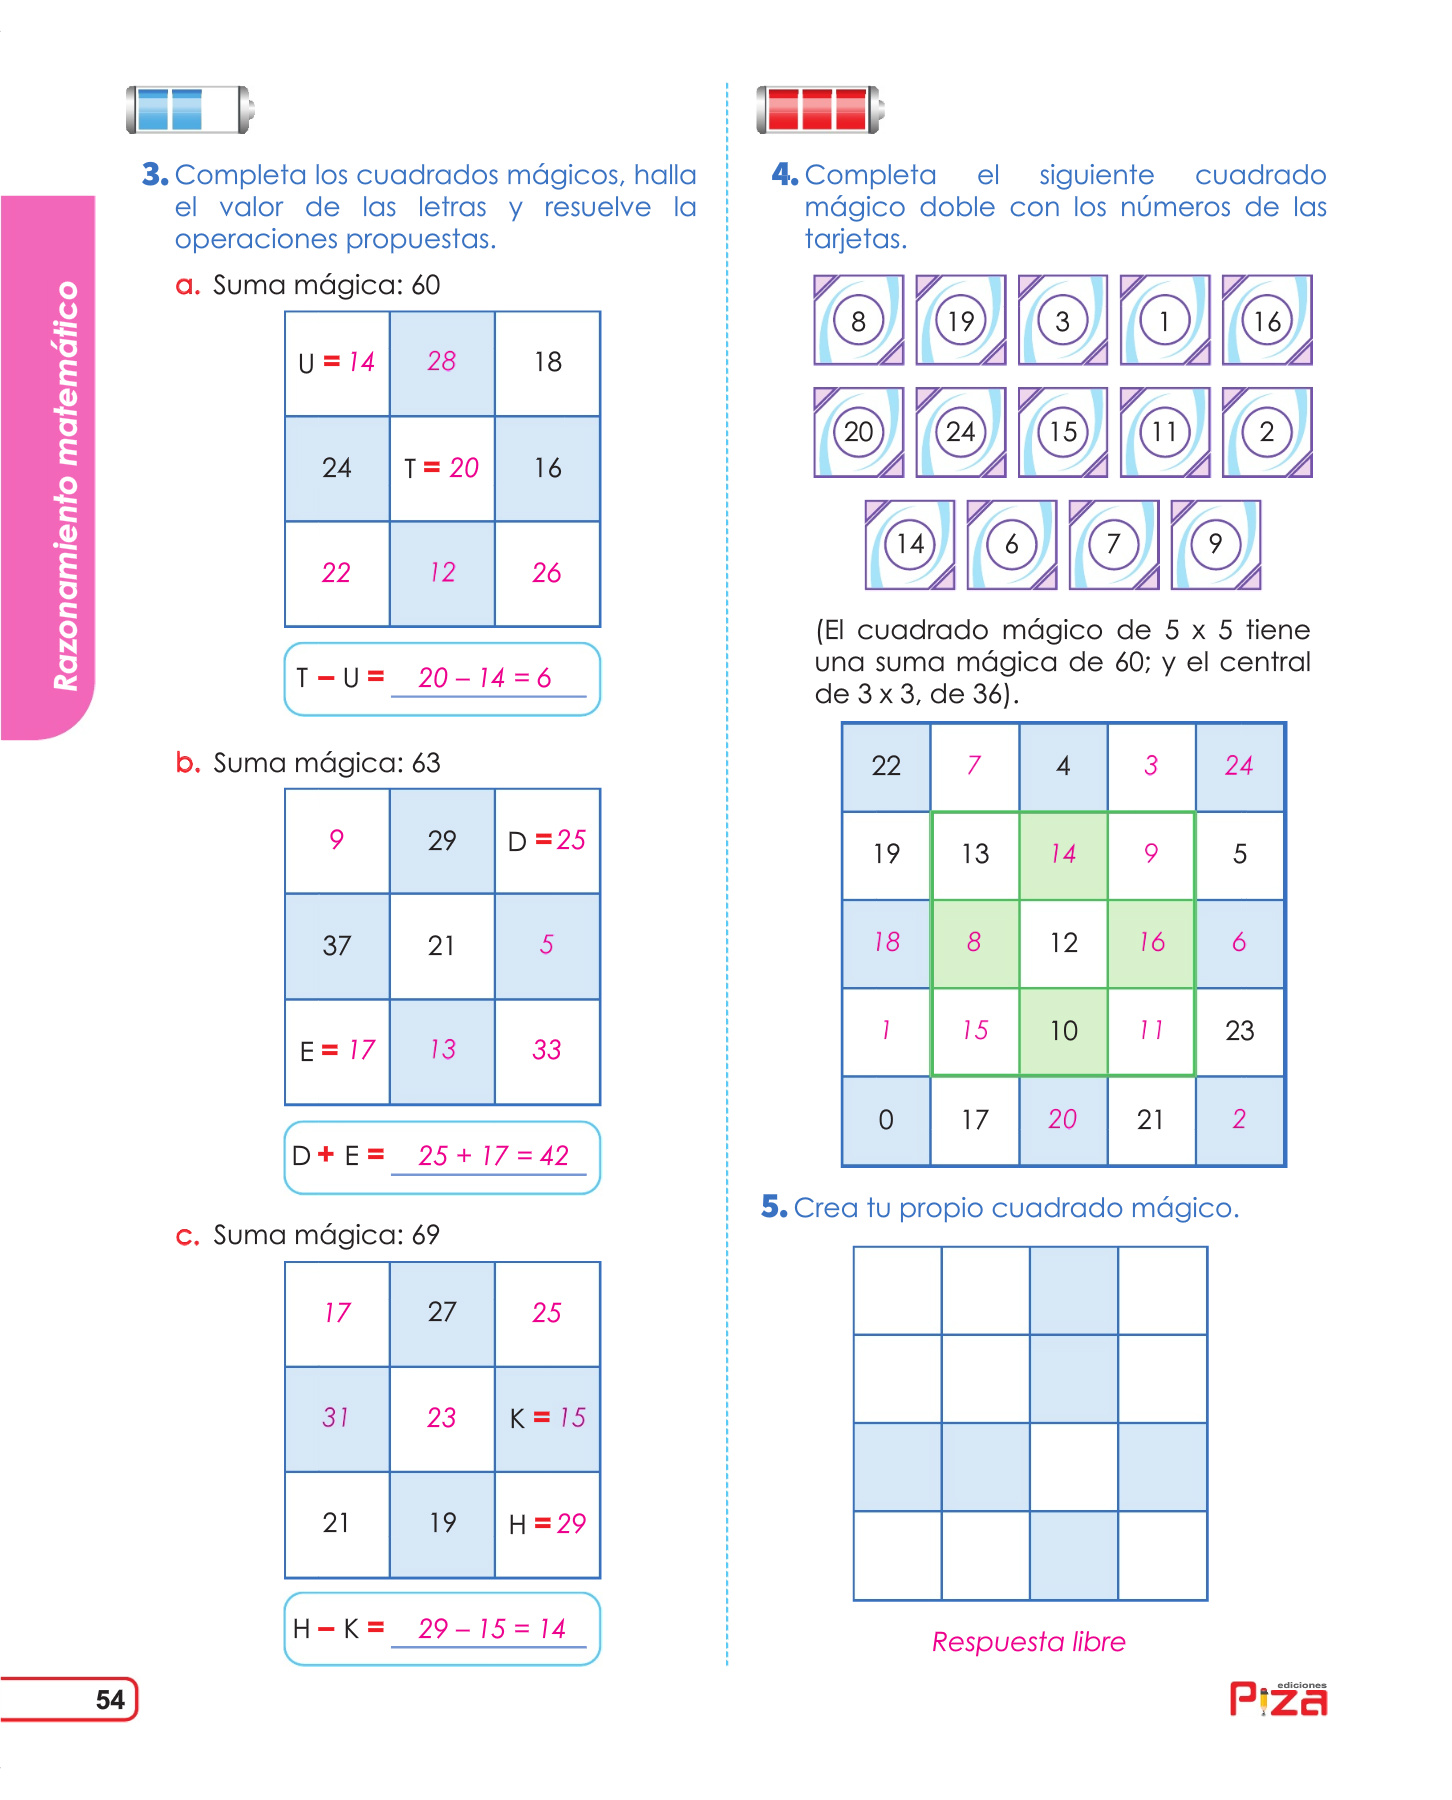 Razonamiento matemático
3. Completa los cuadrados mágicos, halla
el valor de las letras y resuelve la
operaciones propuestas.
a. Suma mágica: 60
U = 14 28 18
24 T = 20 16
22 12 26
T – U = 20 – 14 = 6
b. Suma mágica: 63
9 29 D = 25
37 21 5
E = 17 13 33
D + E = 25 + 17 = 42
c. Suma mágica: 69
17 27 25
31 23 K = 15
21 19 H = 29
H – K = 29 – 15 = 14
54
4. Completa el siguiente cuadrado
mágico doble con los números de las
tarjetas.
8 19 3 1 16
20 24 15 11 2
14 6 7 9
(El cuadrado mágico de 5 x 5 tiene
una suma mágica de 60; y el central
de 3 x 3, de 36).
22 7 4 3 24
19 13 14 9 5
18 8 12 16 6
1 15 10 11 23
0 17 20 21 2
5. Crea tu propio cuadrado mágico.
Respuesta libre
ediciones
Piza